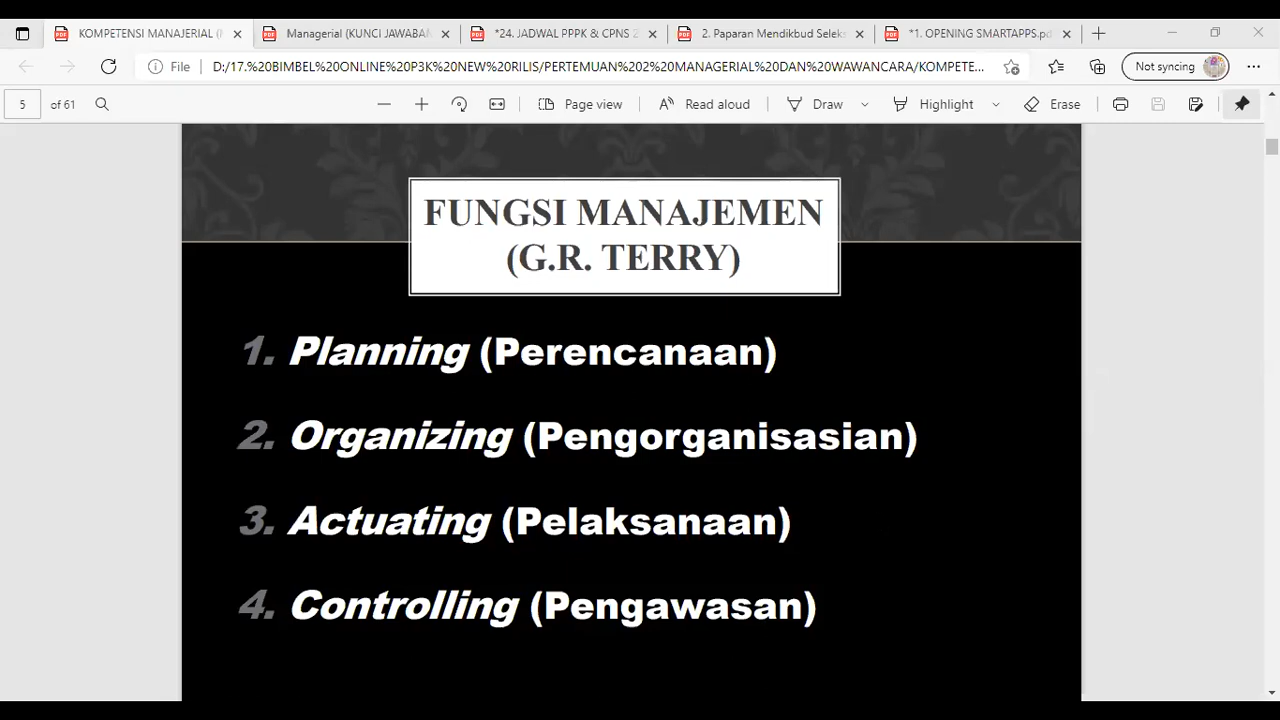 KOMPETENSI MANAJERIAL (
Managerial (KUNCI JAWABAN
*24. JADWAL PPPK & CPNS 2
2. Paparan Mendikbud Seleks
*1. OPENING SMARTAPPS.pd
File
D:/17.%20BIMBEL%20ONLINE%20P3K%20NEW%20RILIS/PERTEMUAN%202%20MANAGERIAL%20DAN%20WAWANCARA/KOMPETE...
Not syncing
5 of 61
Page view
Read aloud
Draw
Highlight
Erase
FUNGSI MANAJEMEN
(G.R. TERRY)
1. Planning (Perencanaan)
2. Organizing (Pengorganisasian)
3. Actuating (Pelaksanaan)
4. Controlling (Pengawasan)